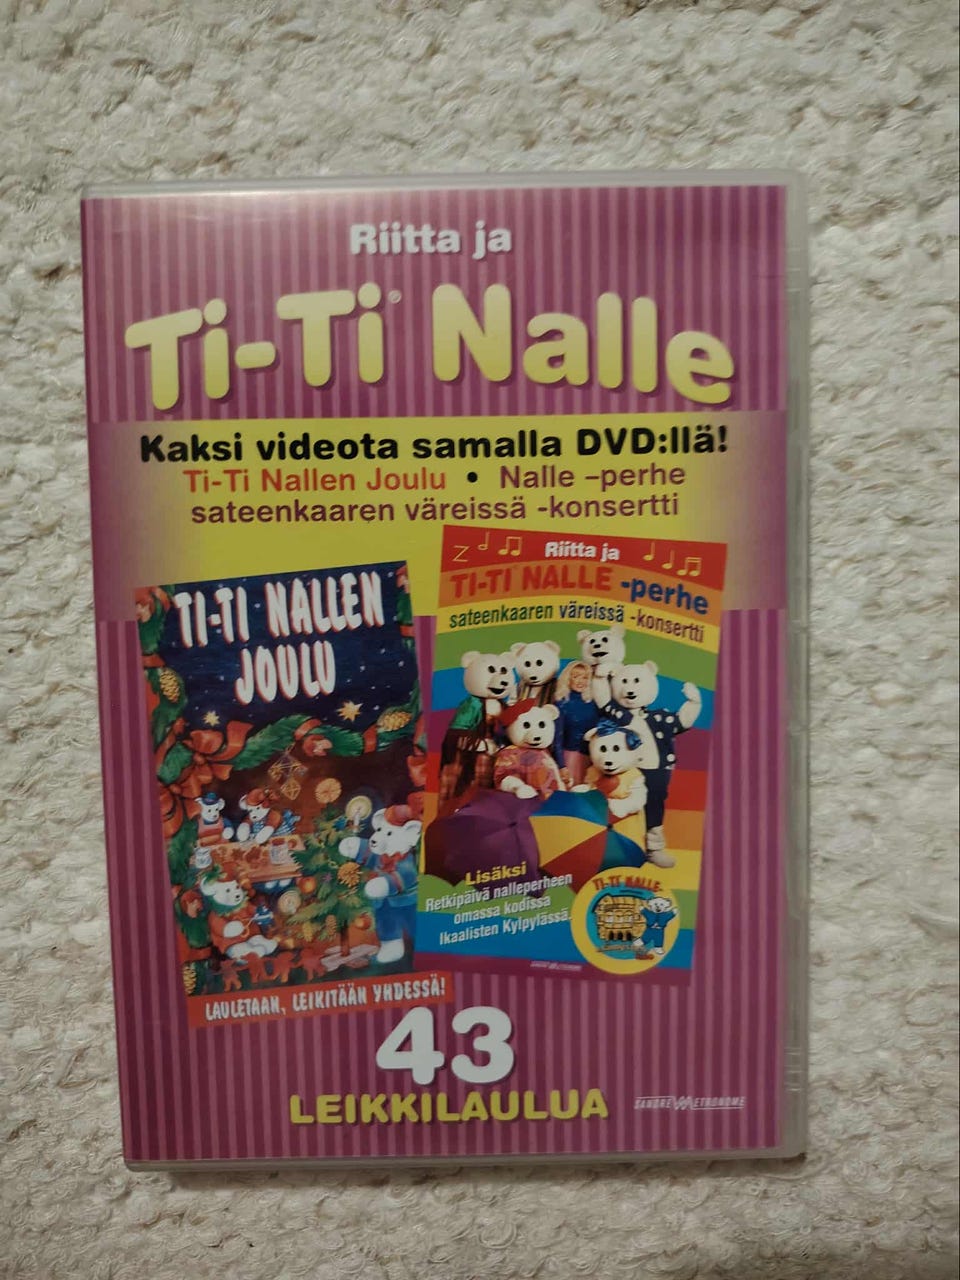 Riitta ja
Ti-Ti® Nalle
Kaksi videota samalla DVD:llä!
Ti-Ti Nallen Joulu • Nalle –perhe
sateenkaaren väreissä -konsertti
TI-TI NALLEN
JOULU
LAULETAAN, LEIKITÄÄN YHDESSÄ!
Riitta ja
TI-TI NALLE -perhe
sateenkaaren väreissä -konsertti
Lisäksi
Retkipäivä nalleperheen
omassa kodissa
Ikaalisten Kylpylässä.
TI-TI NALLE-
43
LEIKKILAULUA
SANDREW METRONOME